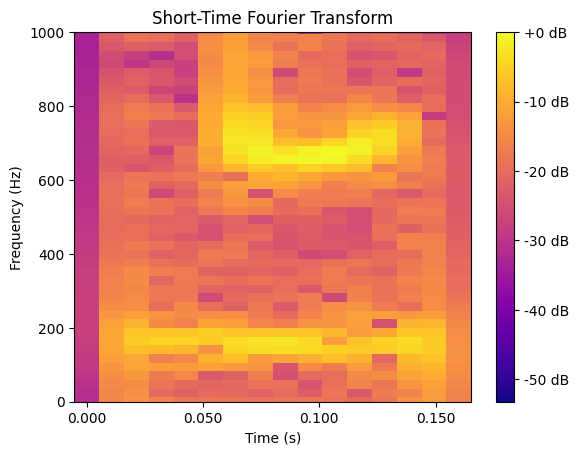 Short-Time Fourier Transform
Frequency (Hz)
1000
800
600
400
200
0
0.000
0.050
0.100
0.150
Time (s)
+0 dB
-10 dB
-20 dB
-30 dB
-40 dB
-50 dB